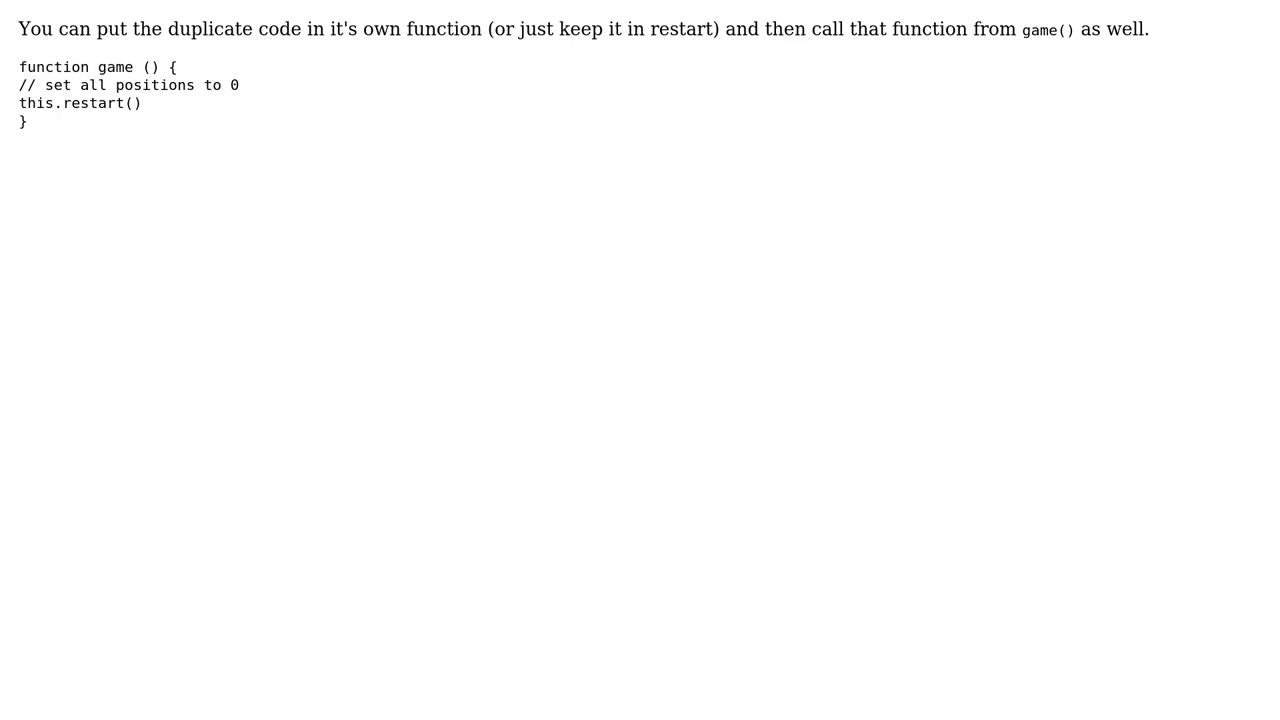 You can put the duplicate code in it's own function (or just keep it in restart) and then call that function from game() as well.
function game () {
// set all positions to 0
this.restart()
}